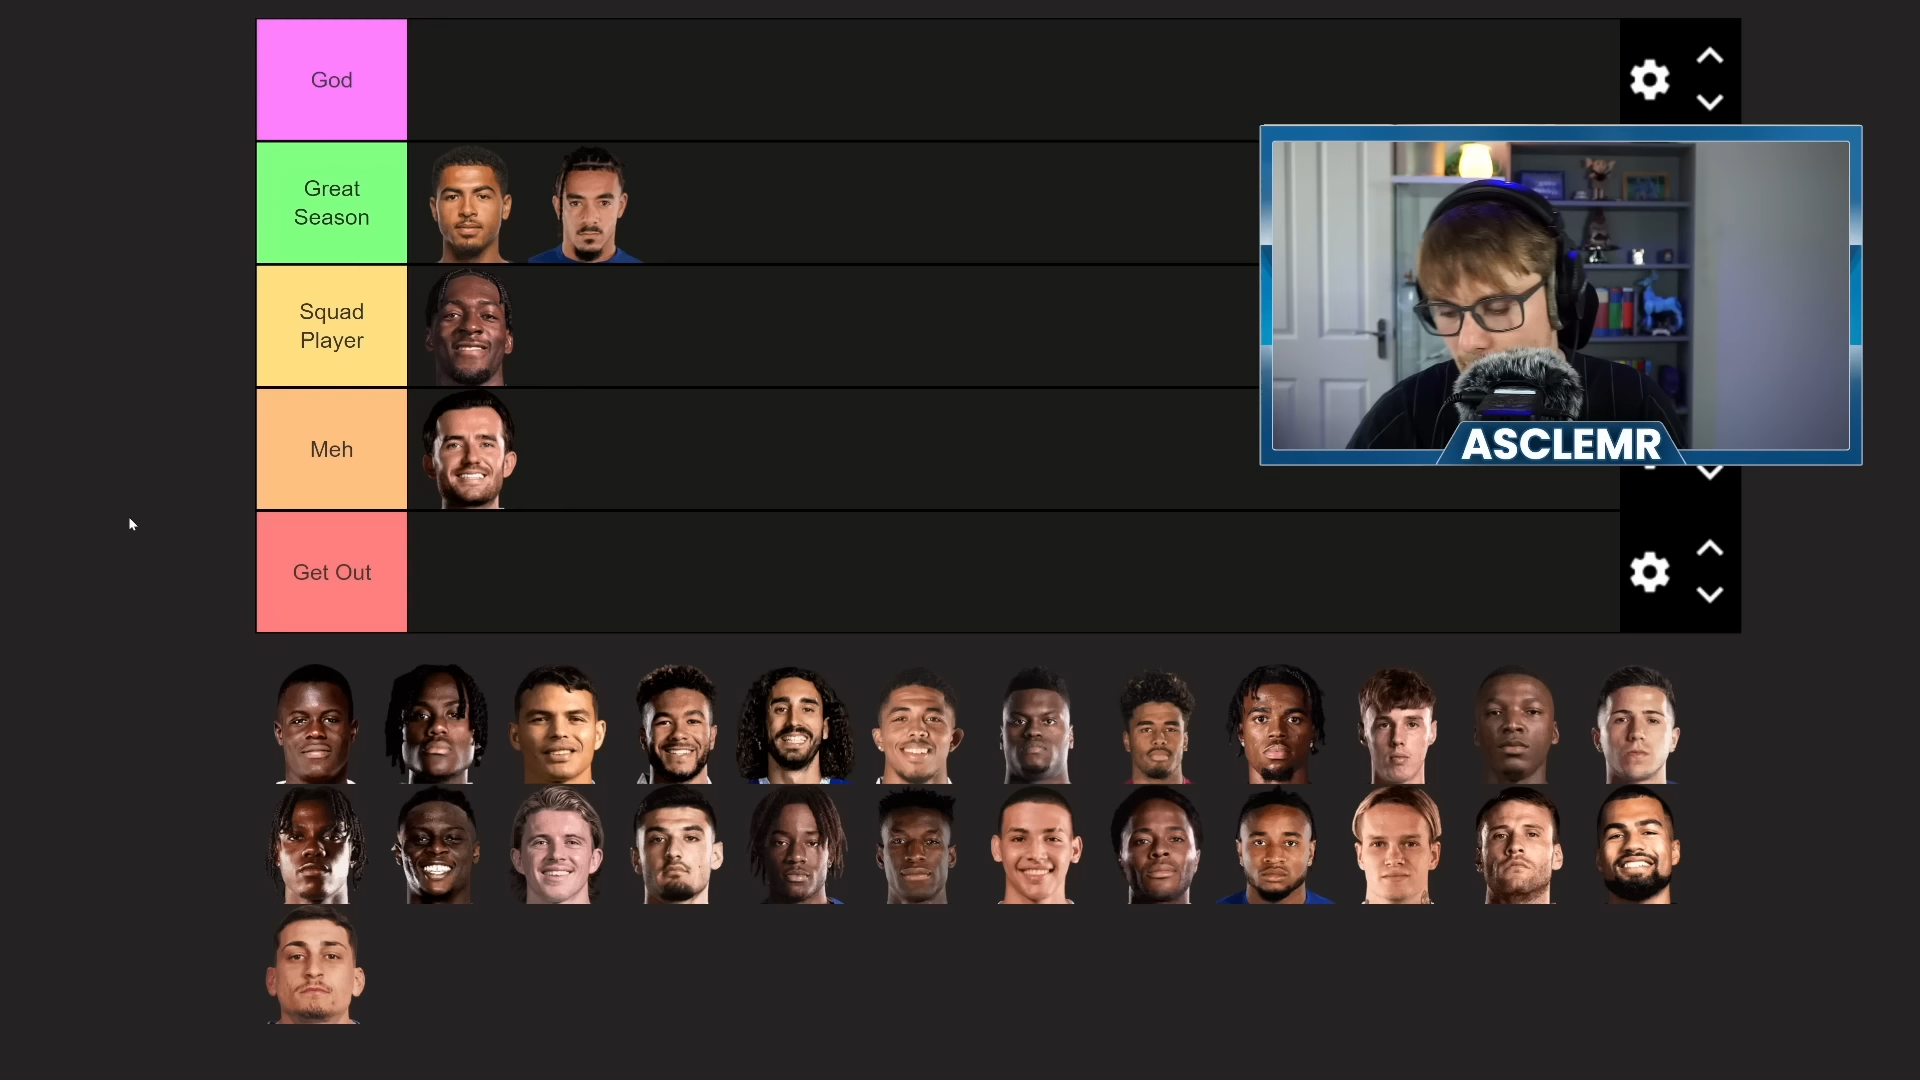 God
Great
Season
Squad
Player
Meh
Get Out
ASCLEMR